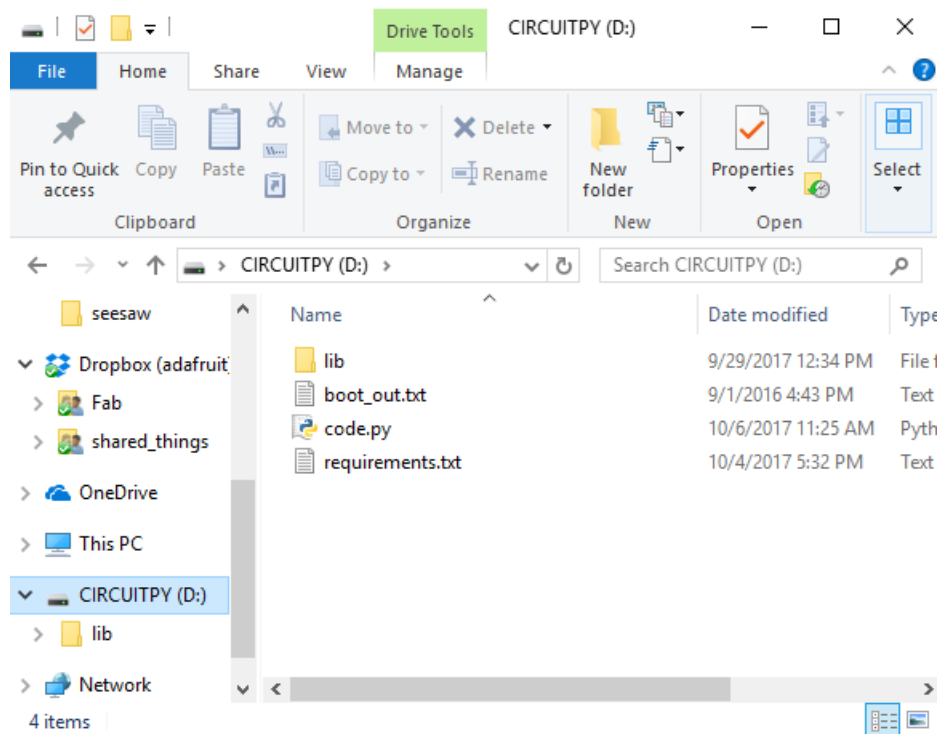 Drive Tools CIRCUITPY (D:)
File Home Share View Manage
Pin to Quick access
Copy
Paste
Move to
Copy to
Delete
Rename
New folder
Properties
Select
Clipboard Organize New Open
CIRCUITPY (D:) Search CIRCUITPY (D:)
seesaw
Dropbox (adafruit)
Fab
shared_things
OneDrive
This PC
CIRCUITPY (D:)
lib
Network
Name Date modified Type
lib 9/29/2017 12:34 PM File f
boot_out.txt 9/1/2016 4:43 PM Text
code.py 10/6/2017 11:25 AM Pyth
requirements.txt 10/4/2017 5:32 PM Text
4 items